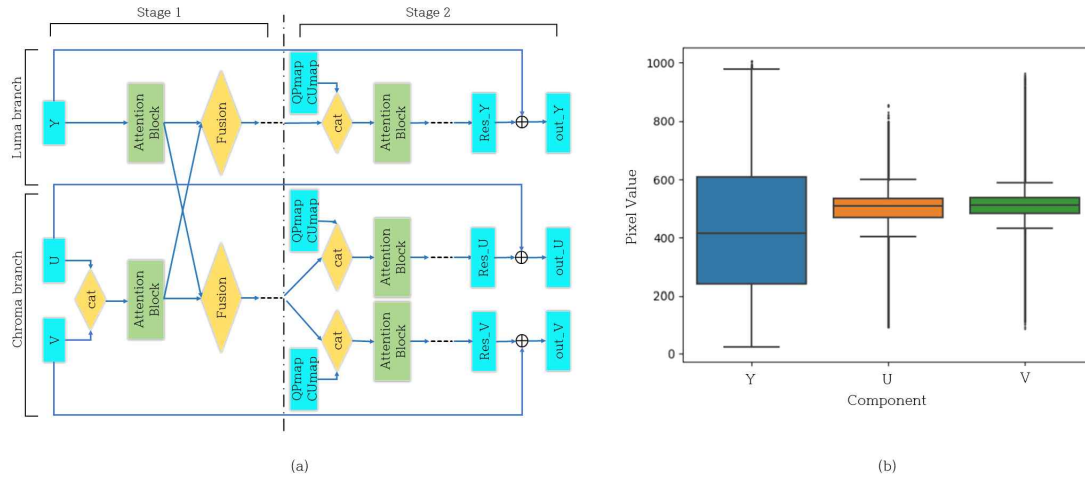 Stage 1
Stage 2
Luma branch
Chroma branch
Y
Attention
Block
Fusion
QPmap
CUmap
cat
Attention
Block
Res_Y
out_Y
U
V
cat
Attention
Block
Fusion
QPmap
CUmap
cat
Attention
Block
Res_U
out_U
QPmap
CUmap
cat
Attention
Block
Res_V
out_V
(a)
Pixel Value
1000
800
600
400
200
0
Y
U
V
Component
(b)